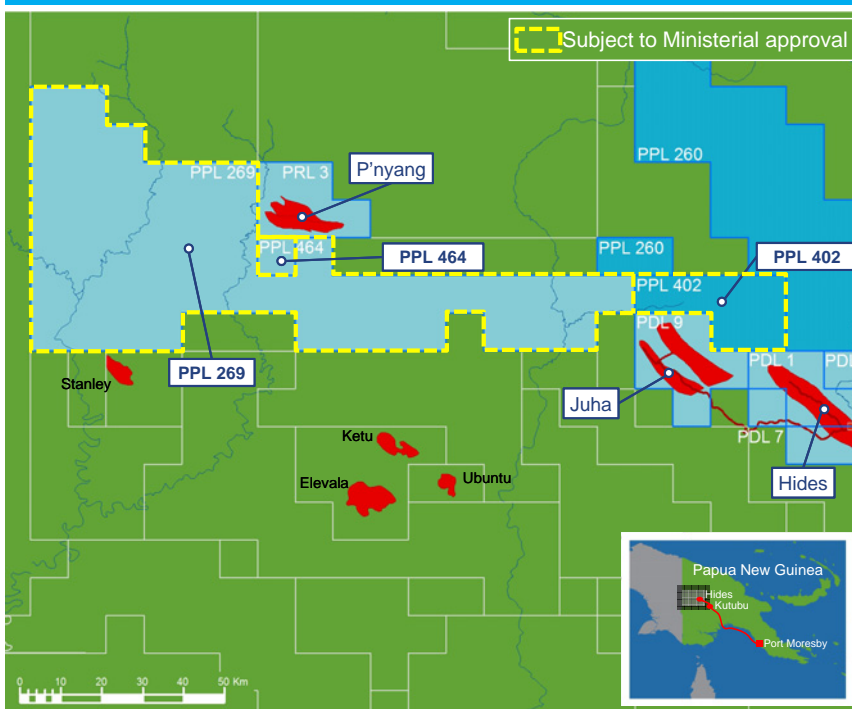 Subject to Ministerial approval
PPL 269
PRL 3
P'nyang
PPL 260
PPL 464
PPL 464
PPL 260
PPL 402
PPL 402
PDL 9
PDL 1
PDL
Stanley
PPL 269
Juha
PDL 7
Ketu
Hides
Elevala
Ubuntu
Papua New Guinea
Hides
Kutubu
Port Moresby
0 10 20 30 40 50 Km